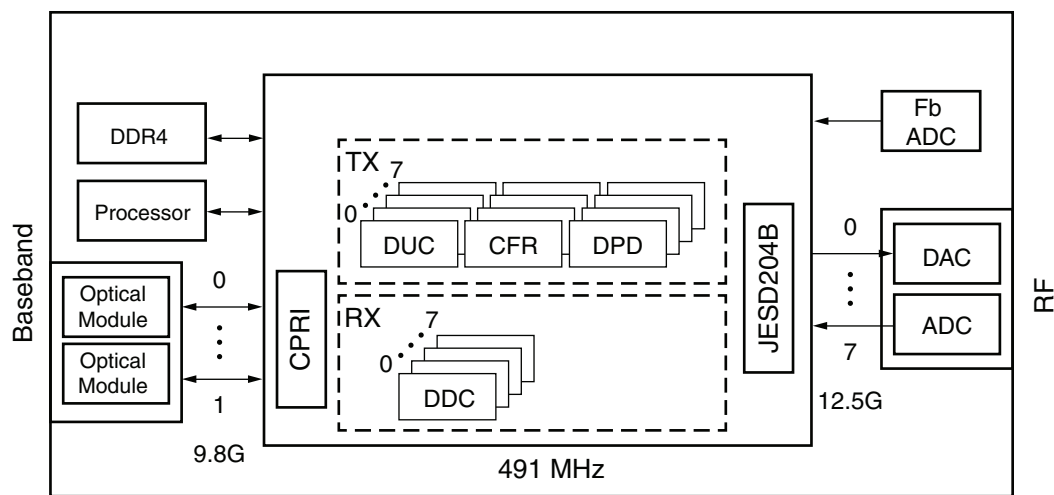 DDR4
Processor
Baseband
Optical
Module
Optical
Module
0
1
9.8G
CPRI
TX
0
7
DUC
CFR
DPD
RX
0
7
DDC
JESD204B
491 MHz
Fb
ADC
0
7
12.5G
DAC
ADC
RF